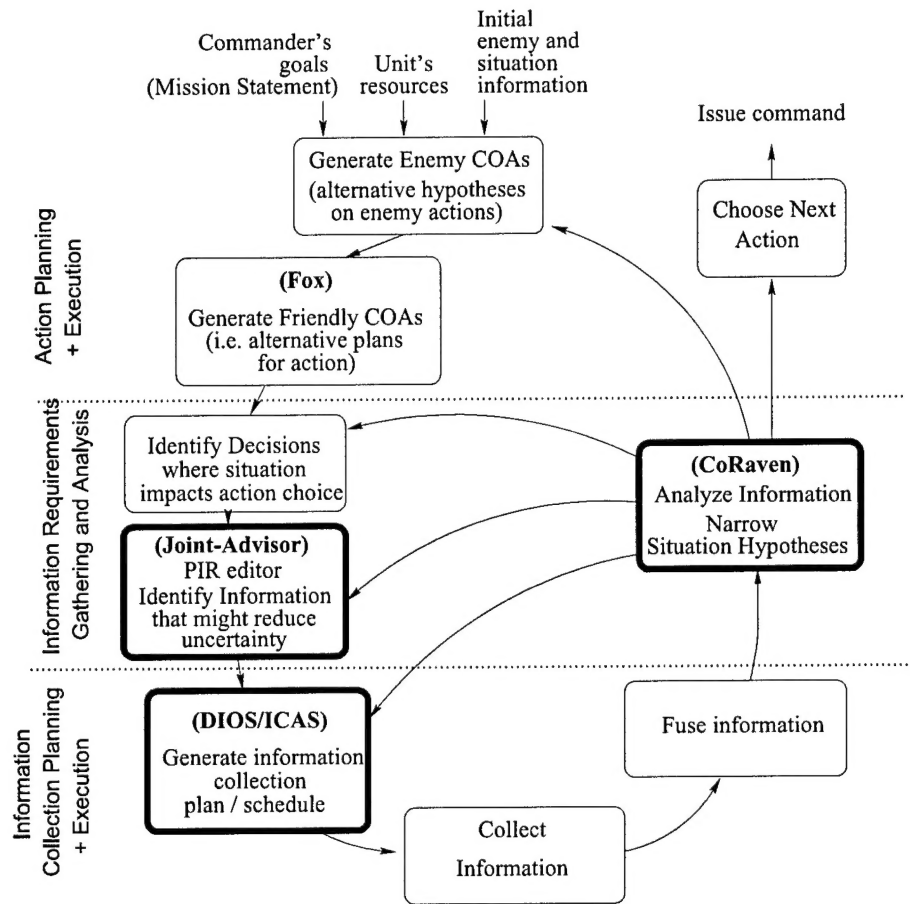 Commander's
goals
(Mission Statement)
Unit's
resources
Initial
enemy and
situation
information
Issue command
Generate Enemy COAs
(alternative hypotheses
on enemy actions)
Choose Next
Action
(Fox)
Generate Friendly COAs
(i.e. alternative plans
for action)
Action Planning
+ Execution
Identify Decisions
where situation
impacts action choice
(CoRaven)
Analyze Information
Narrow
Situation Hypotheses
(Joint-Advisor)
PIR editor
Identify Information
that might reduce
uncertainty
Information Requirements
Gathering and Analysis
(DIOS/ICAS)
Generate information
collection
plan / schedule
Fuse information
Collect
Information
Information
Collection Planning
+ Execution